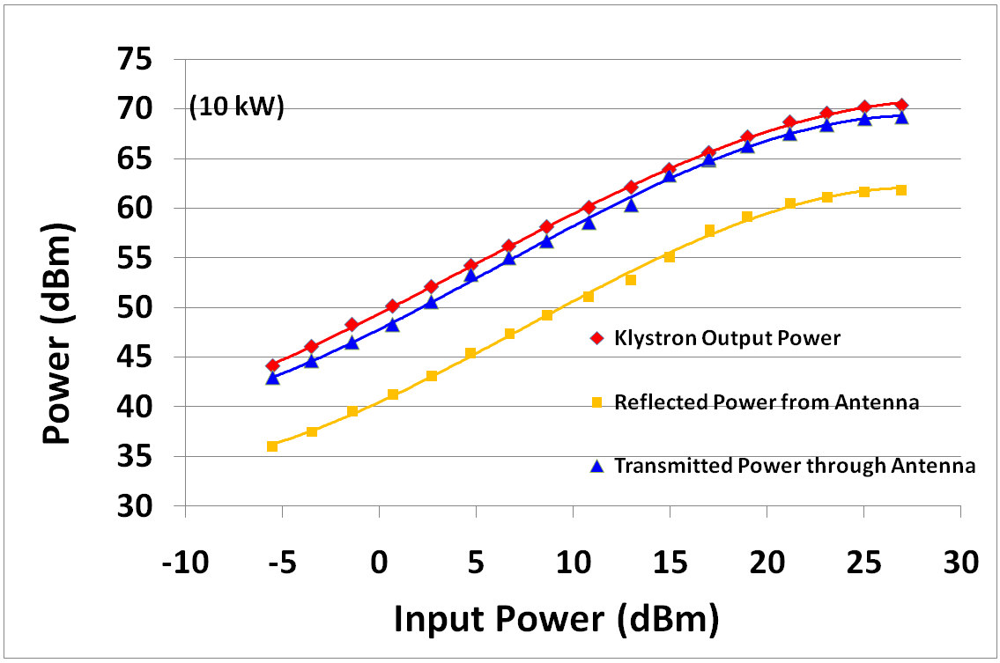 75
70
65
60
55
50
45
40
35
30
(10 kW)
Power (dBm)
Klystron Output Power
Reflected Power from Antenna
Transmitted Power through Antenna
-10 -5 0 5 10 15 20 25 30
Input Power (dBm)